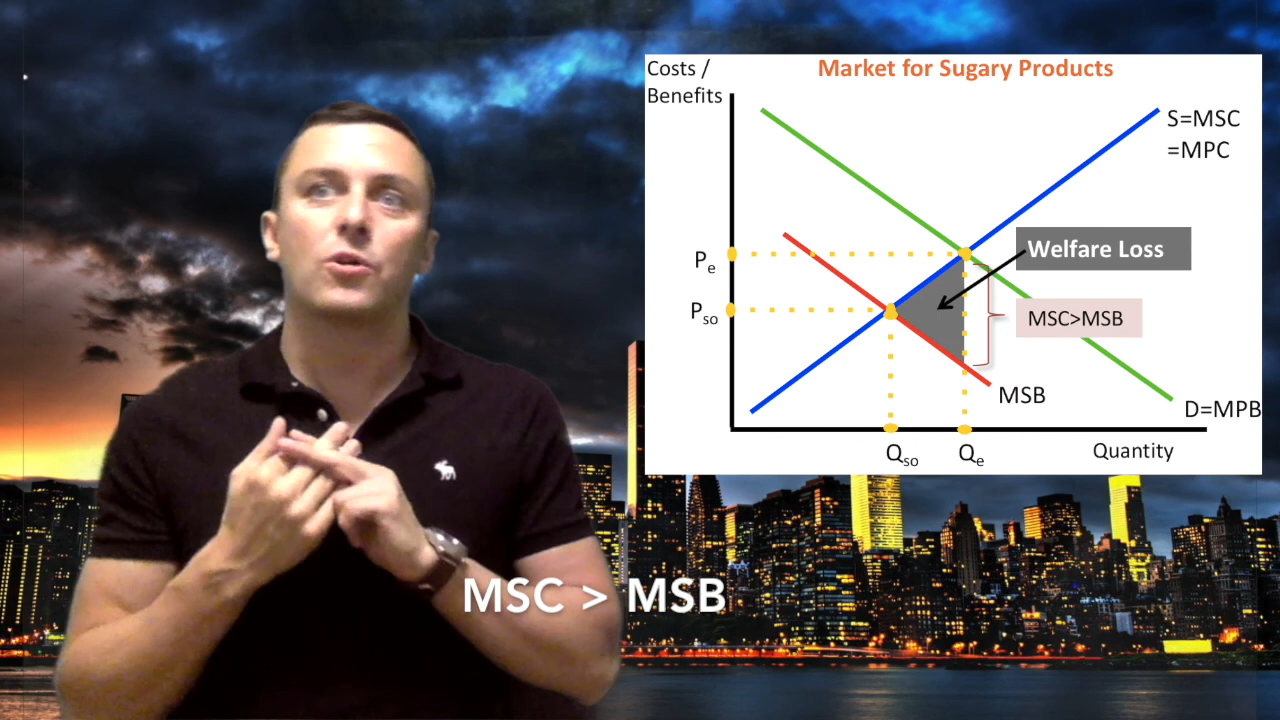 Costs /
Benefits
Market for Sugary Products
S=MSC
=MPC
Welfare Loss
Pe
Pso
MSC>MSB
MSB
D=MPB
Qso
Qe
Quantity
MSC > MSB